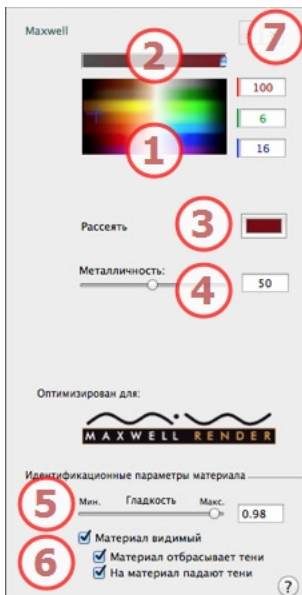 Maxwell
7
2
100
6
16
1
Рассеять
3
Металличность:
4
50
Оптимизирован для:
MAXWELL RENDER
Идентификационные параметры материала
5
Мин. Гладкость Макс.
0.98
Материал видимый
6
Материал отбрасывает тени
На материал падают тени
?